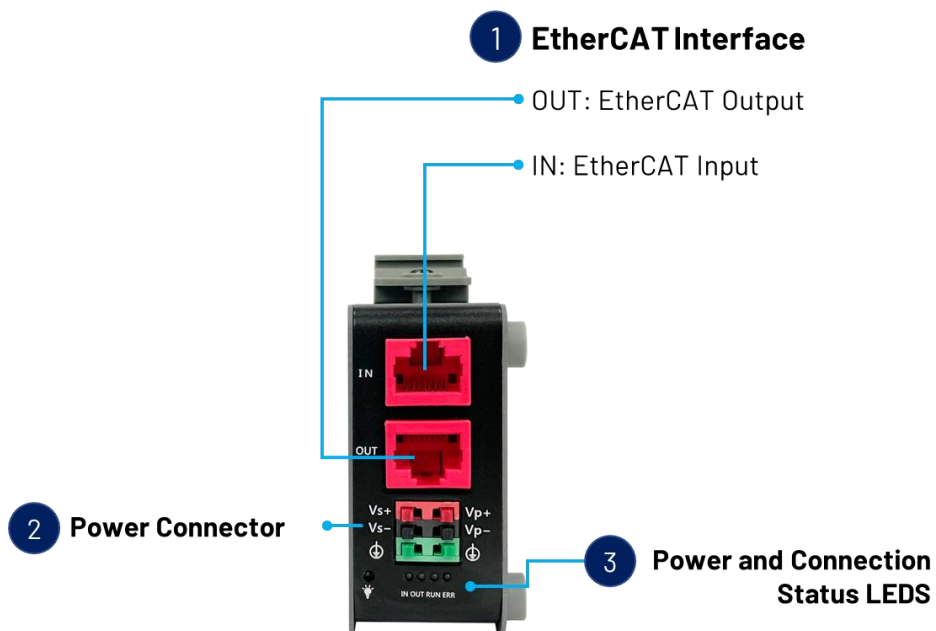 1 EtherCAT Interface
OUT: EtherCAT Output
IN: EtherCAT Input
IN
OUT
Vs+ Vp+
Vs- Vp-
2 Power Connector
3 Power and Connection
Status LEDS
IN OUT RUN ERR